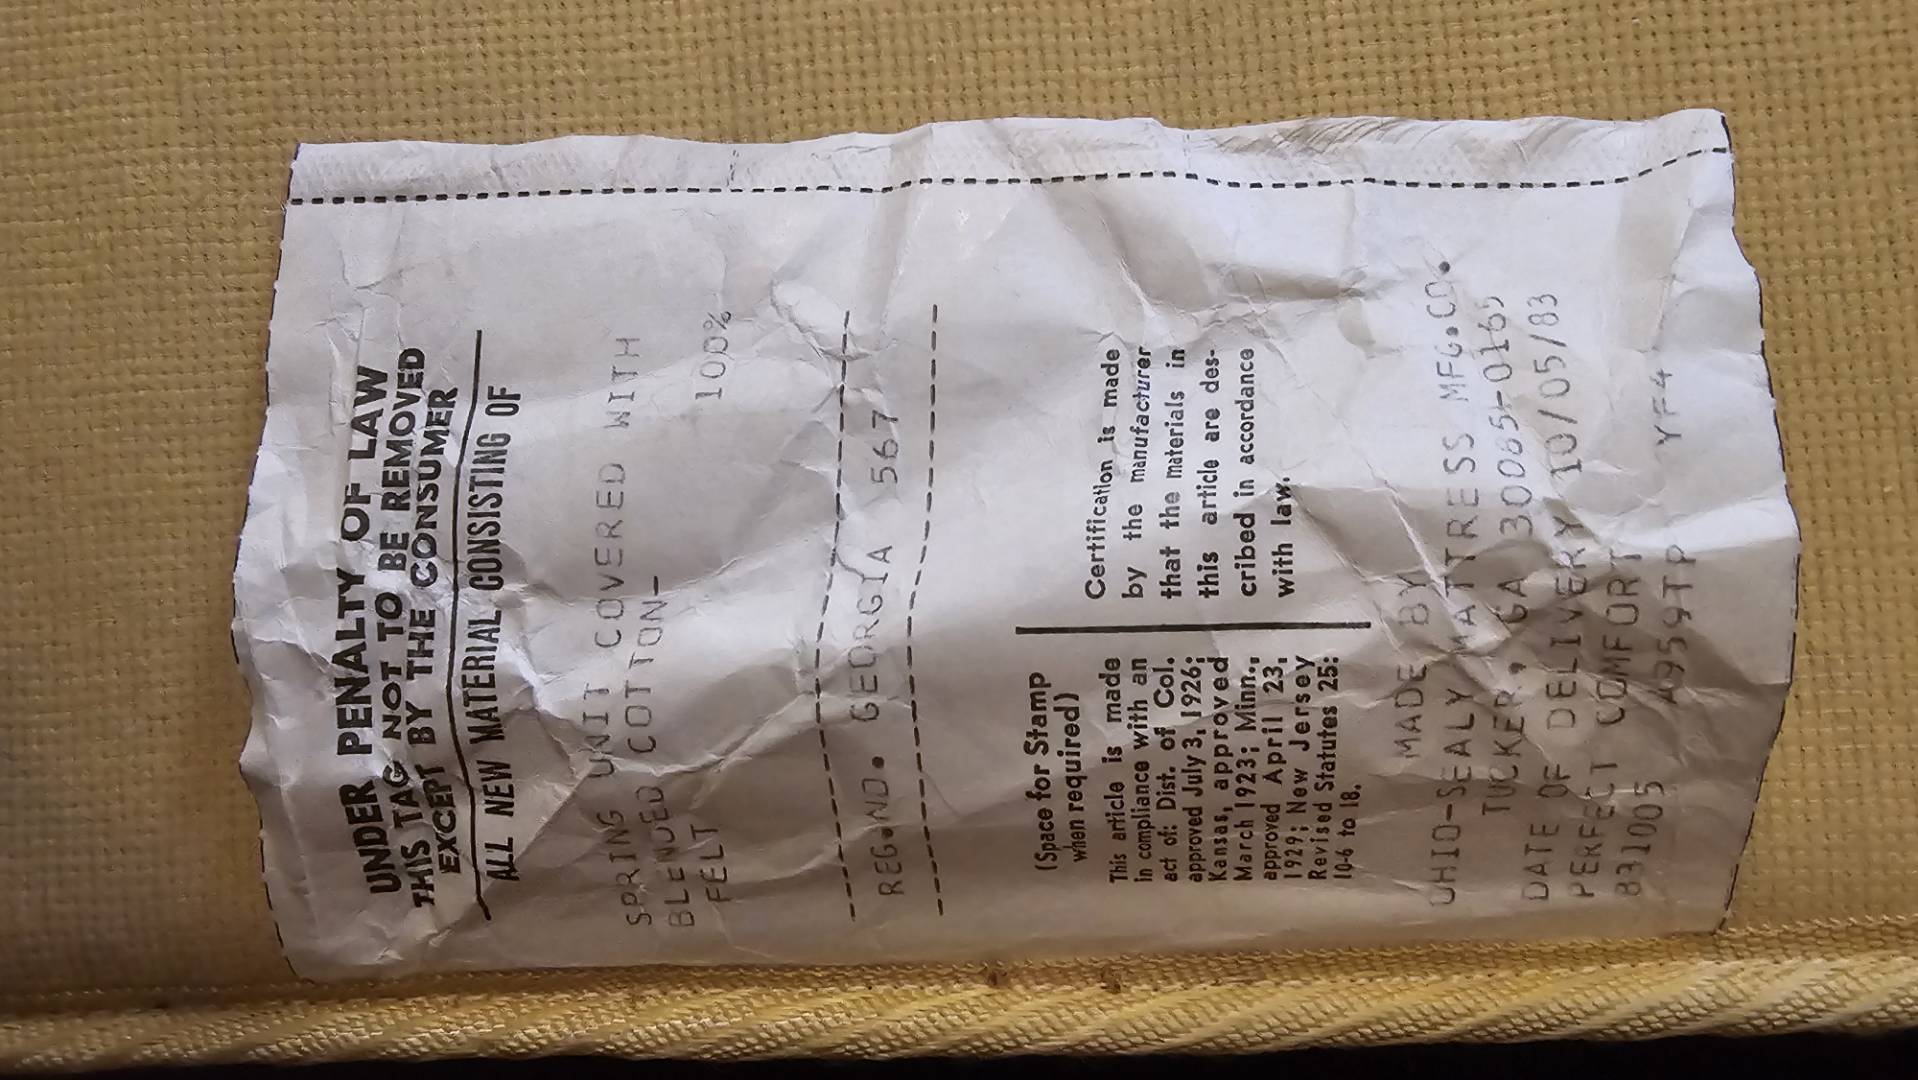 UNDER PENALTY OF LAW
THIS TAG NOT TO BE REMOVED
EXCEPT BY THE CONSUMER
ALL NEW MATERIAL CONSISTING OF
SPRING UNIT COVERED WITH
BLENDED COTTON-
FELT 100%
REG.NO. GEORGIA 567
(Space for Stamp
when required)
This article is made
in compliance with an
act of: Dist. of Col.
approved July 3, 1926;
Kansas, approved
March 1923; Minn.,
approved April 23,
1929; New Jersey
Revised Statutes 25:
10-6 to 18.
Certification is made
by the manufacturer
that the materials in
this article are des-
cribed in accordance
with law.
MADE BY
OHIO-SEALY MATTRESS MFG.CO.
TUCKER, GA 30085-0165
DATE OF DELIVERY 10/05/83
PERFECT COMFORT
831005 A959TP YF4